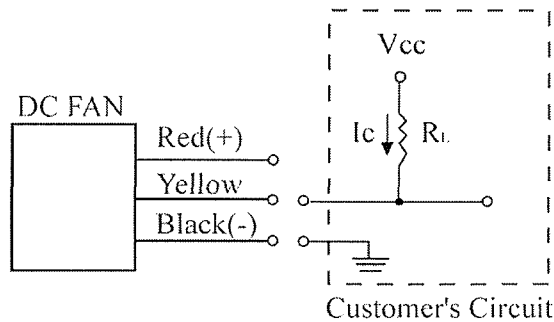 Vcc
DC FAN
Ic
RL
Red(+)
Yellow
Black(-)
Customer's Circuit